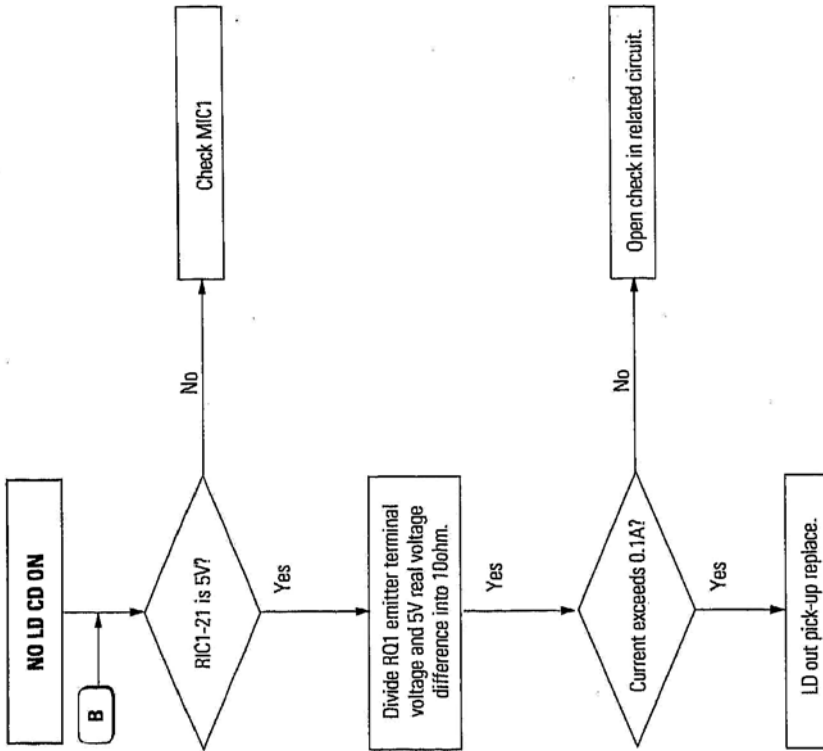 NO LD CD ON
B
RIC1-21 is 5V?
No
Check MIC1
Yes
Divide RQ1 emitter terminal
voltage and 5V real voltage
difference into 10ohm.
Yes
Current exceeds 0.1A?
No
Open check in related circuit.
Yes
LD out pick-up replace.